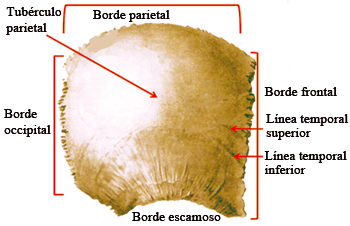 Tubérculo
parietal
Borde parietal
Borde
occipital
Borde frontal
Línea temporal
superior
Línea temporal
inferior
Borde escamoso